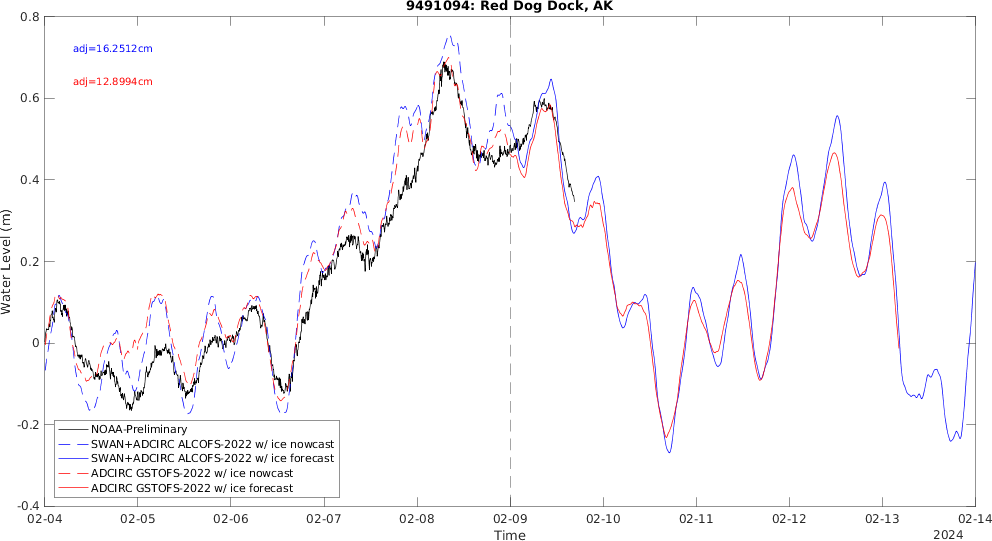 9491094: Red Dog Dock, AK
adj=16.2512cm
adj=12.8994cm
Water Level (m)
0.8
0.6
0.4
0.2
0
-0.2
-0.4
NOAA-Preliminary
SWAN+ADCIRC ALCOFS-2022 w/ ice nowcast
SWAN+ADCIRC ALCOFS-2022 w/ ice forecast
ADCIRC GSTOFS-2022 w/ ice nowcast
ADCIRC GSTOFS-2022 w/ ice forecast
02-04 02-05 02-06 02-07 02-08 02-09 02-10 02-11 02-12 02-13 02-14
Time
2024